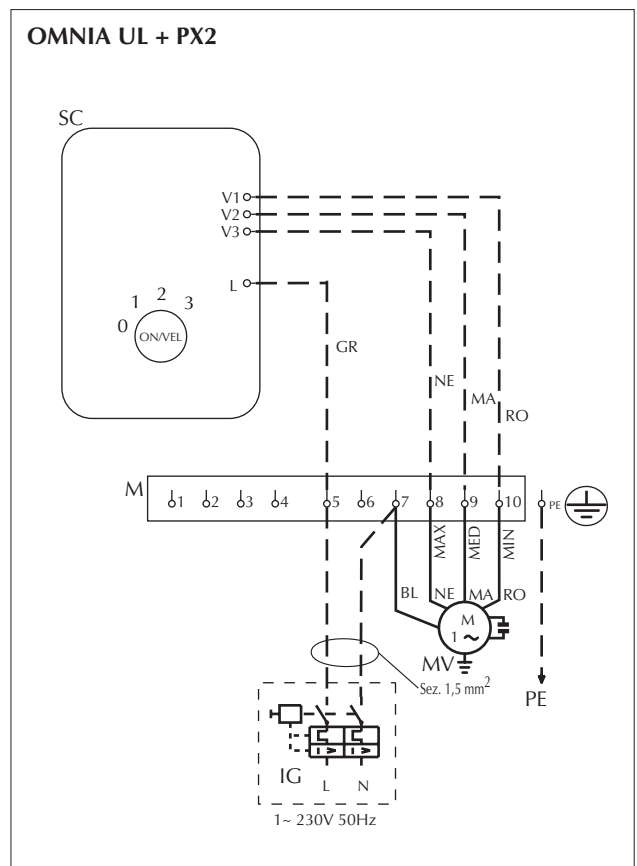 OMNIA UL + PX2
SC
V1
V2
V3
L
0 1 2 3
ON/VEL
GR
NE
MA
RO
M 1 2 3 4 5 6 7 8 9 10 PE
MAX
MED
MIN
BL NE MA RO
M
1 ~
MV
Sez. 1,5 mm²
PE
IG
I> I>
L N
1~ 230V 50Hz